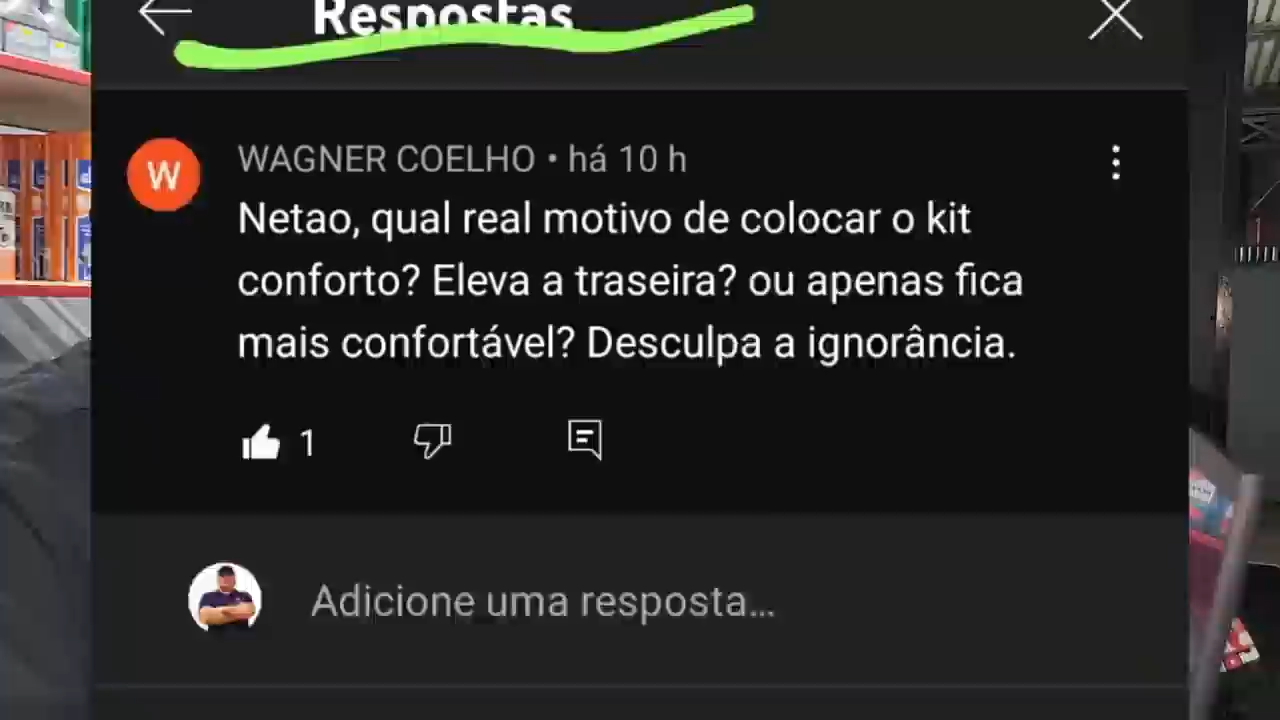 Respostas
WAGNER COELHO • há 10 h
Netao, qual real motivo de colocar o kit
conforto? Eleva a traseira? ou apenas fica
mais confortável? Desculpa a ignorância.
1
Adicione uma resposta...
W